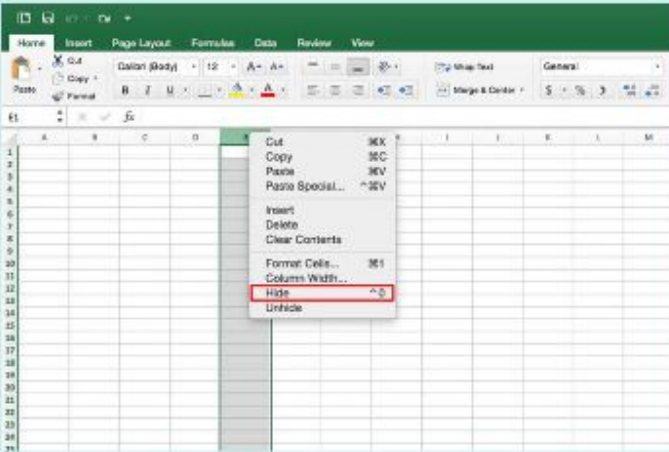 Home Insert Page Layout Formulas Data Review View
Cut
Copy
Format
Paste
Calibri (Body) 12 A+ A+
B I U A
Wrap Text
Merge & Center
General
$ % )
E1 fx
A B C D I J K L M
Cut ⌘X
Copy ⌘C
Paste ⌘V
Paste Special... ^⌘V
Insert
Delete
Clear Contents
Format Cells... ⌘1
Column Width...
Hide ^0
Unhide
1
2
3
4
5
6
7
8
9
10
11
12
13
14
15
16
17
18
19
20
21
22
23
24
25